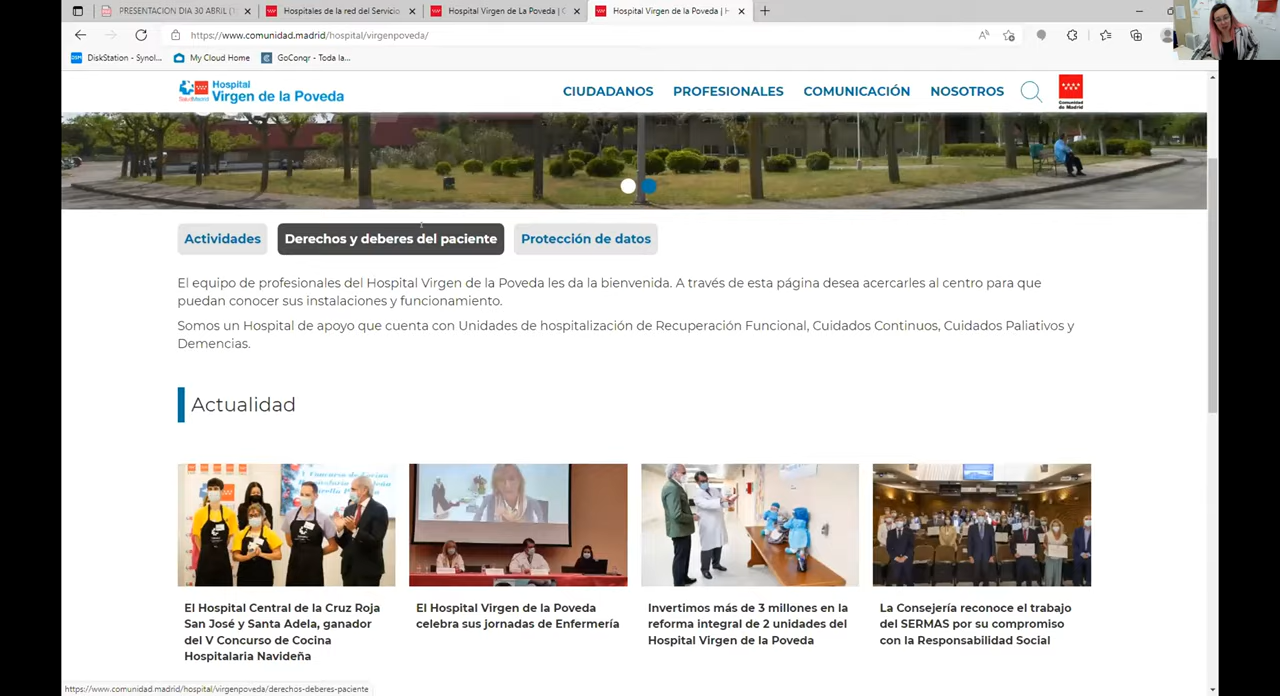 PRESENTACION DIA 30 ABRIL (1
Hospitales de la red del Servicio
Hospital Virgen de La Poveda | C
Hospital Virgen de la Poveda | H
https://www.comunidad.madrid/hospital/virgenpoveda/
DiskStation - Synol...
My Cloud Home
GoConqr - Toda la...
Hospital
Virgen de la Poveda
CIUDADANOS
PROFESIONALES
COMUNICACIÓN
NOSOTROS
Comunidad
de Madrid
Actividades
Derechos y deberes del paciente
Protección de datos
El equipo de profesionales del Hospital Virgen de la Poveda les da la bienvenida. A través de esta página desea acercarles al centro para que
puedan conocer sus instalaciones y funcionamiento.
Somos un Hospital de apoyo que cuenta con Unidades de hospitalización de Recuperación Funcional, Cuidados Continuos, Cuidados Paliativos y
Demencias.
Actualidad
El Hospital Central de la Cruz Roja
San José y Santa Adela, ganador
del V Concurso de Cocina
Hospitalaria Navideña
El Hospital Virgen de la Poveda
celebra sus jornadas de Enfermería
Invertimos más de 3 millones en la
reforma integral de 2 unidades del
Hospital Virgen de la Poveda
La Consejería reconoce el trabajo
del SERMAS por su compromiso
con la Responsabilidad Social
https://www.comunidad.madrid/hospital/virgenpoveda/derechos-deberes-paciente